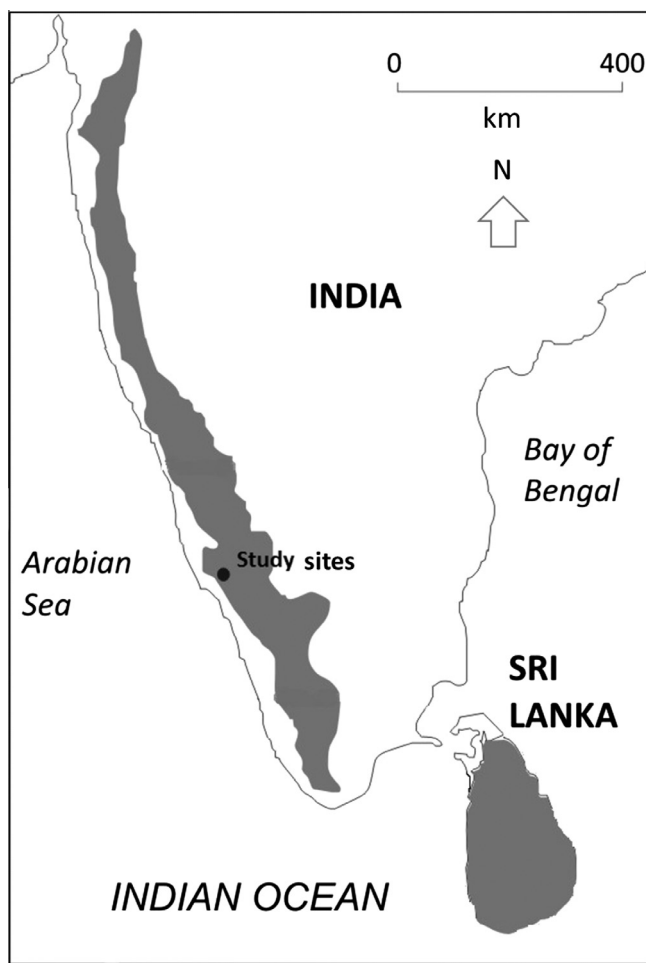 0 400
km
N
INDIA
Bay of
Bengal
Study sites
Arabian
Sea
SRI
LANKA
INDIAN OCEAN